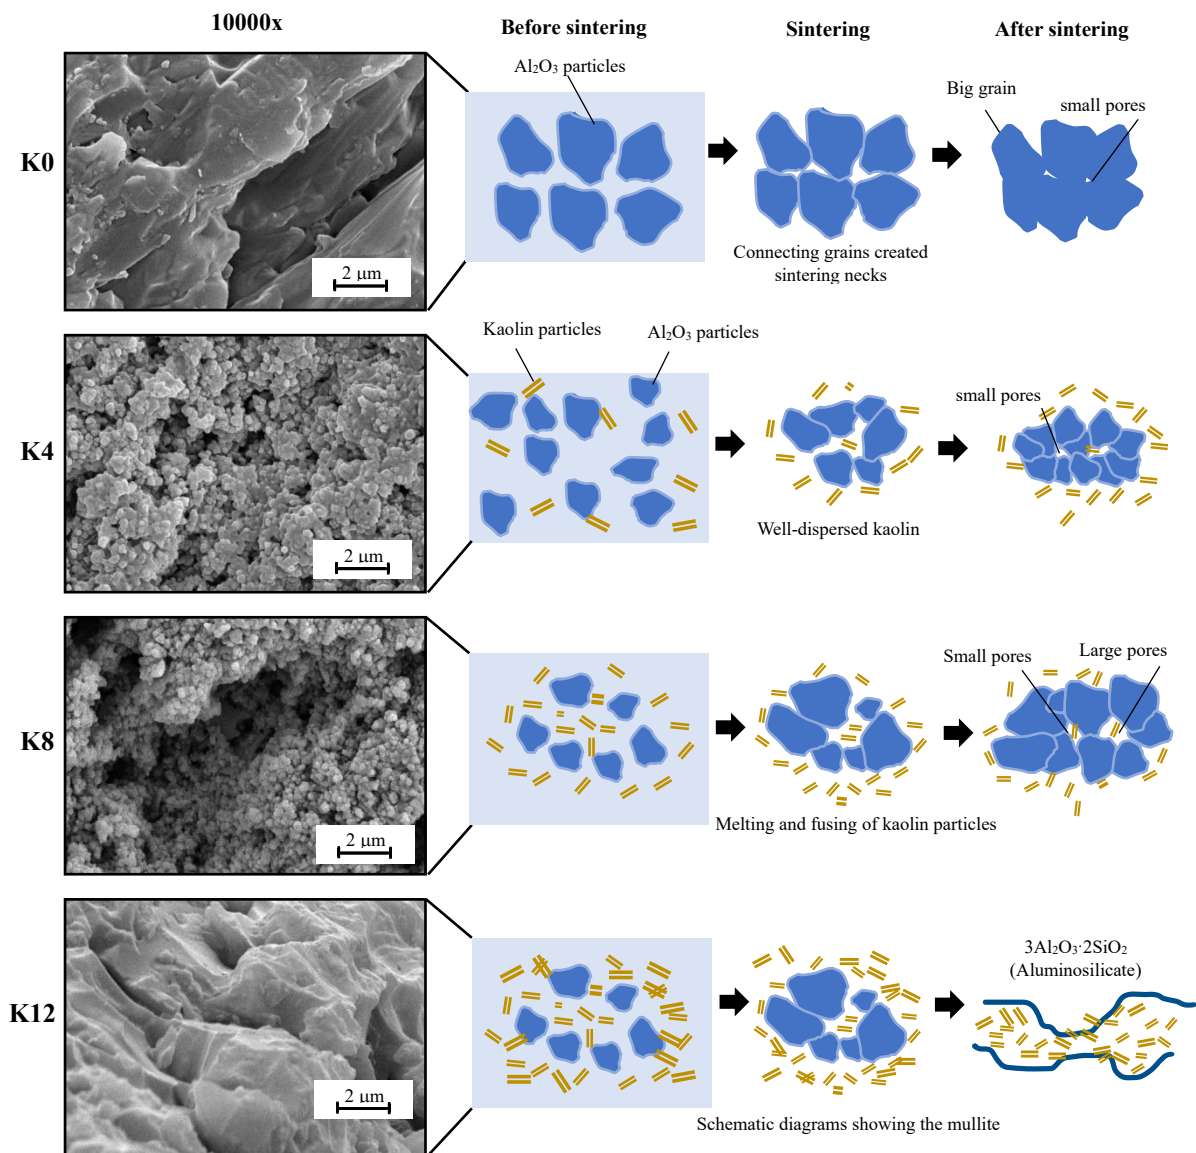 10000x
Before sintering
Sintering
After sintering
K0
2 μm
Al₂O₃ particles
Connecting grains created
sintering necks
Big grain
small pores
K4
2 μm
Kaolin particles
Al₂O₃ particles
Well-dispersed kaolin
small pores
K8
2 μm
Melting and fusing of kaolin particles
Small pores
Large pores
K12
2 μm
Schematic diagrams showing the mullite
3Al₂O₃·2SiO₂
(Aluminosilicate)